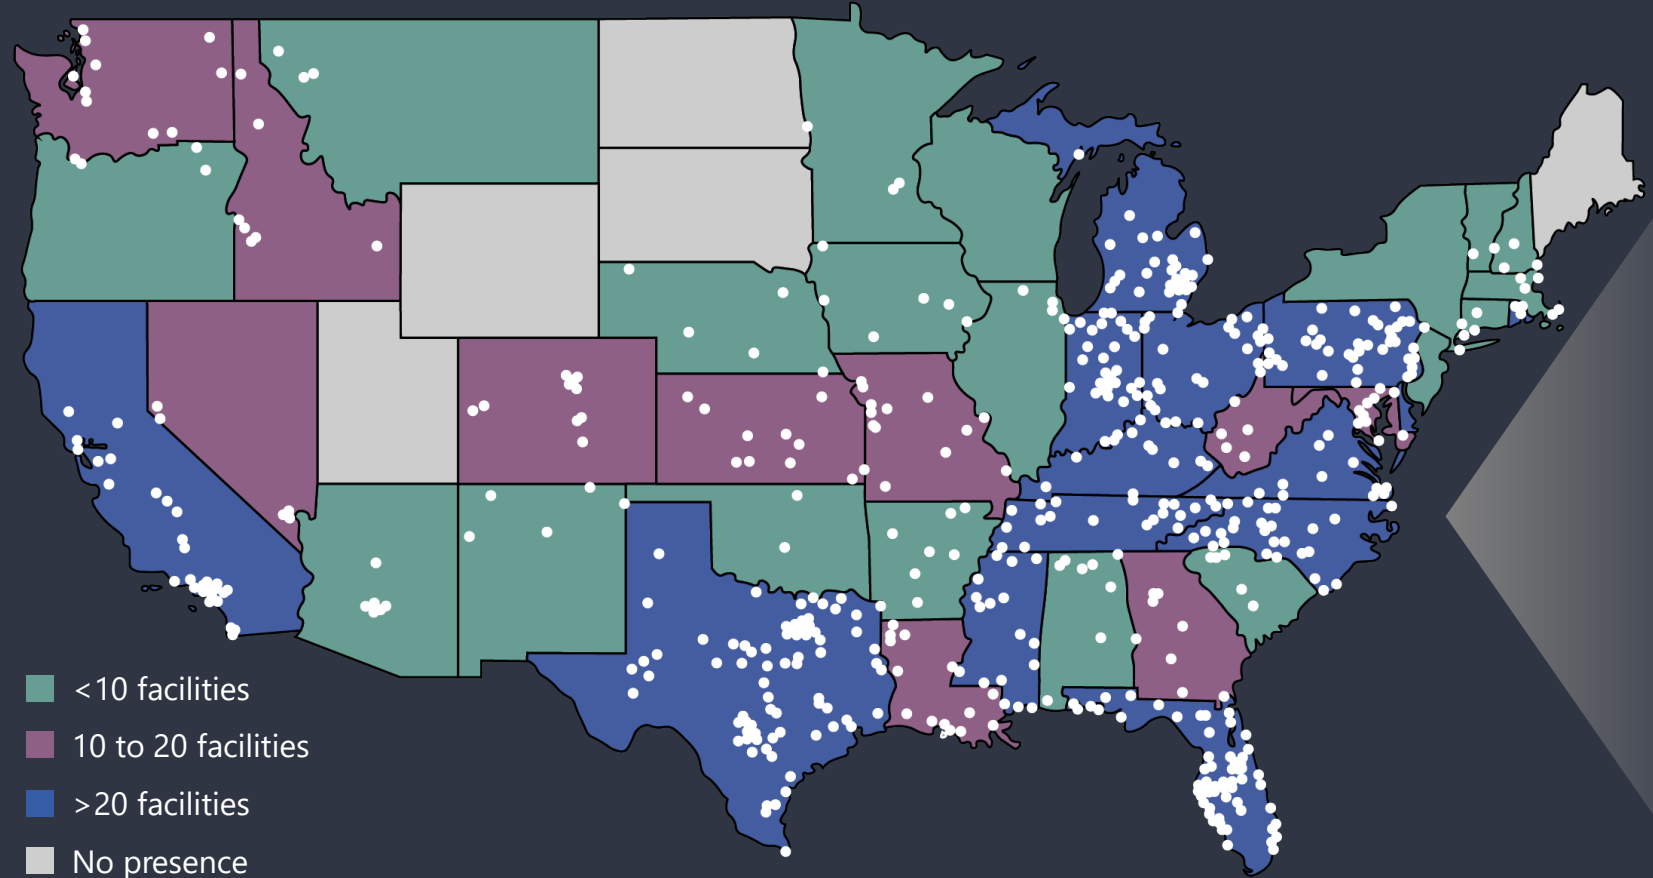 <10 facilities
10 to 20 facilities
>20 facilities
No presence